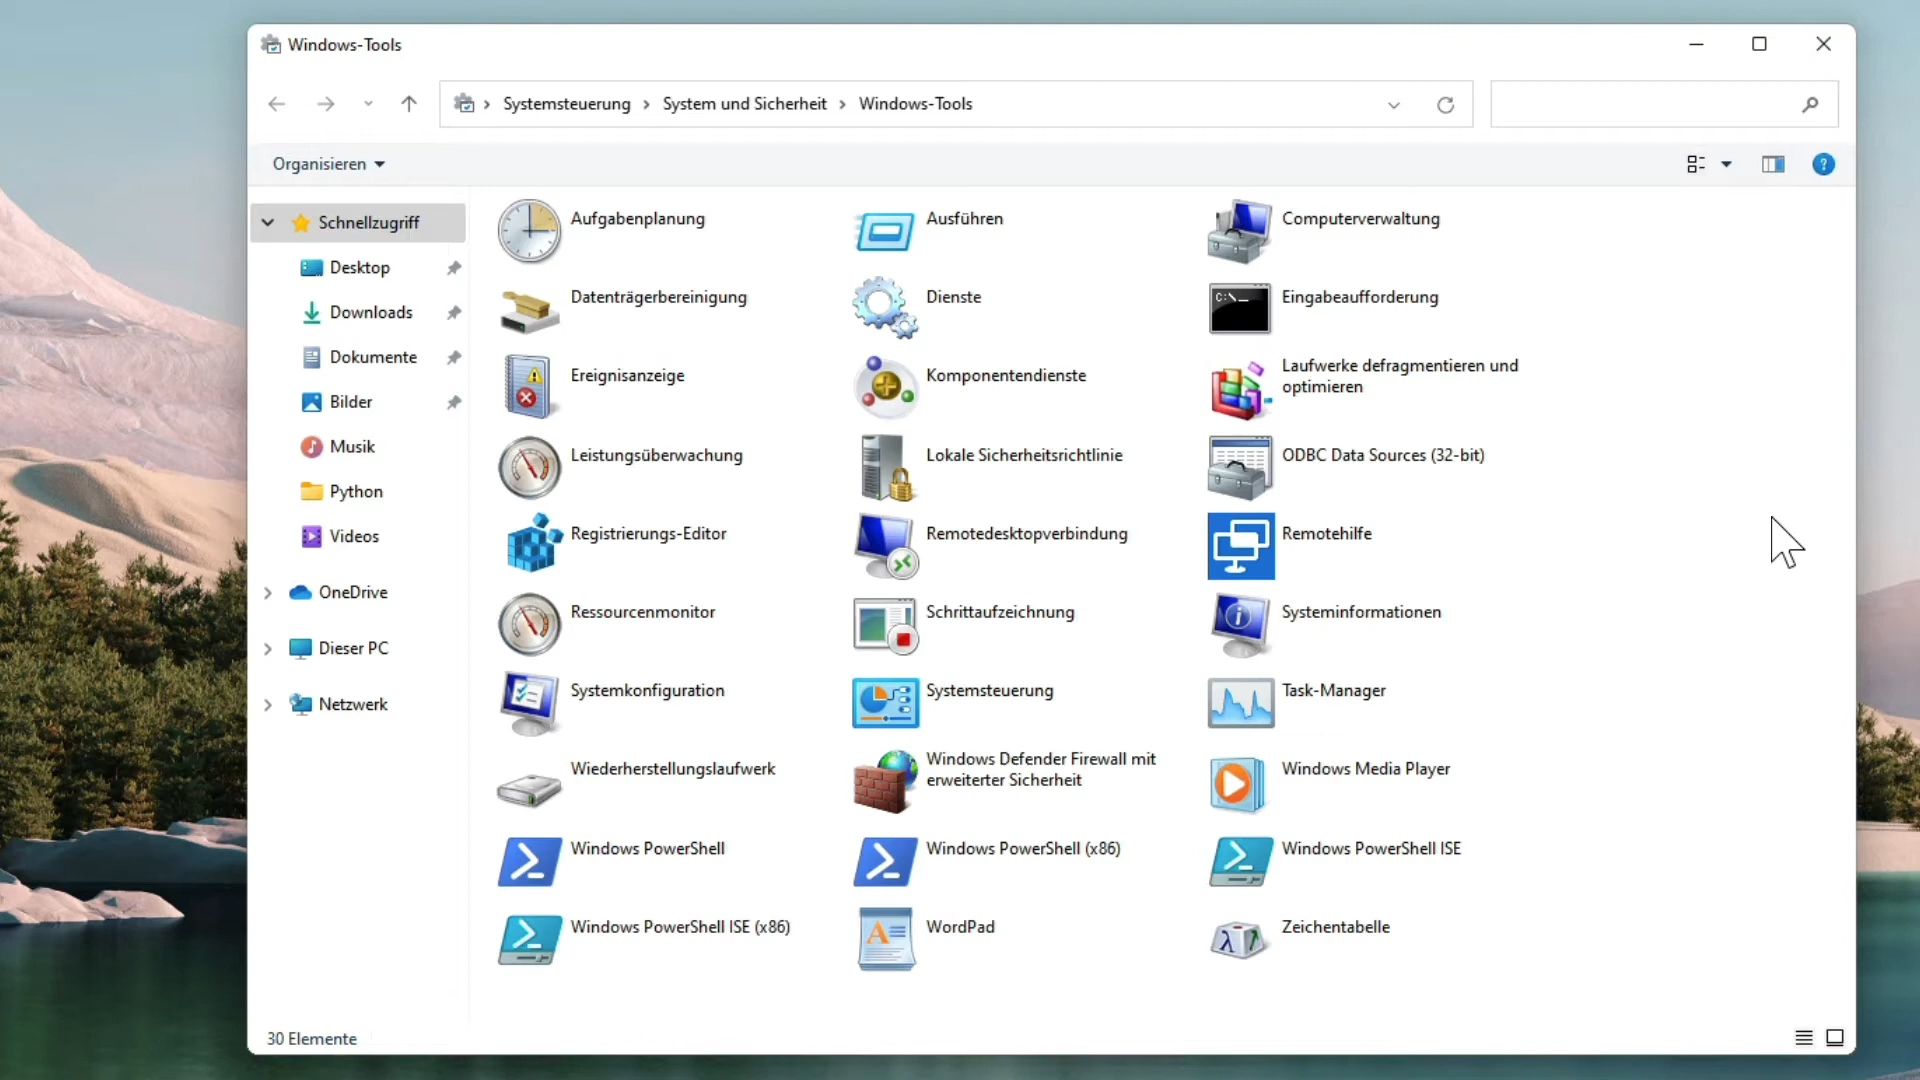 Windows-Tools
Systemsteuerung
System und Sicherheit
Windows-Tools
Organisieren
Schnellzugriff
Desktop
Downloads
Dokumente
Bilder
Musik
Python
Videos
OneDrive
Dieser PC
Netzwerk
Aufgabenplanung
Ausführen
Computerverwaltung
Datenträgerbereinigung
Dienste
C:\_
Eingabeaufforderung
Ereignisanzeige
Komponentendienste
Laufwerke defragmentieren und
optimieren
Leistungsüberwachung
Lokale Sicherheitsrichtlinie
ODBC Data Sources (32-bit)
Registrierungs-Editor
Remotedesktopverbindung
Remotehilfe
Ressourcenmonitor
Schrittaufzeichnung
Systeminformationen
Systemkonfiguration
Systemsteuerung
Task-Manager
Wiederherstellungslaufwerk
Windows Defender Firewall mit
erweiterter Sicherheit
Windows Media Player
Windows PowerShell
Windows PowerShell (x86)
Windows PowerShell ISE
Windows PowerShell ISE (x86)
WordPad
Zeichentabelle
30 Elemente